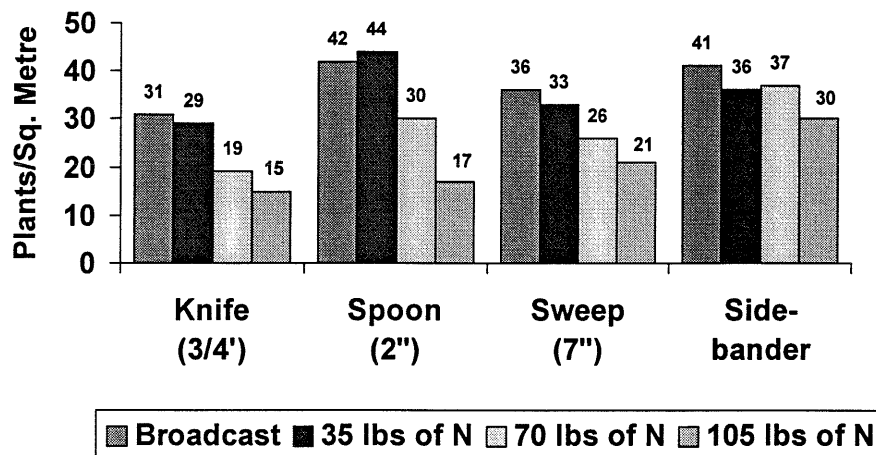 Plants/Sq. Metre
50
40
30
20
10
0
31 29 19 15
42 44 30 17
36 33 26 21
41 36 37 30
Knife
(3/4')
Spoon
(2")
Sweep
(7")
Side-
bander
Broadcast 35 lbs of N 70 lbs of N 105 lbs of N